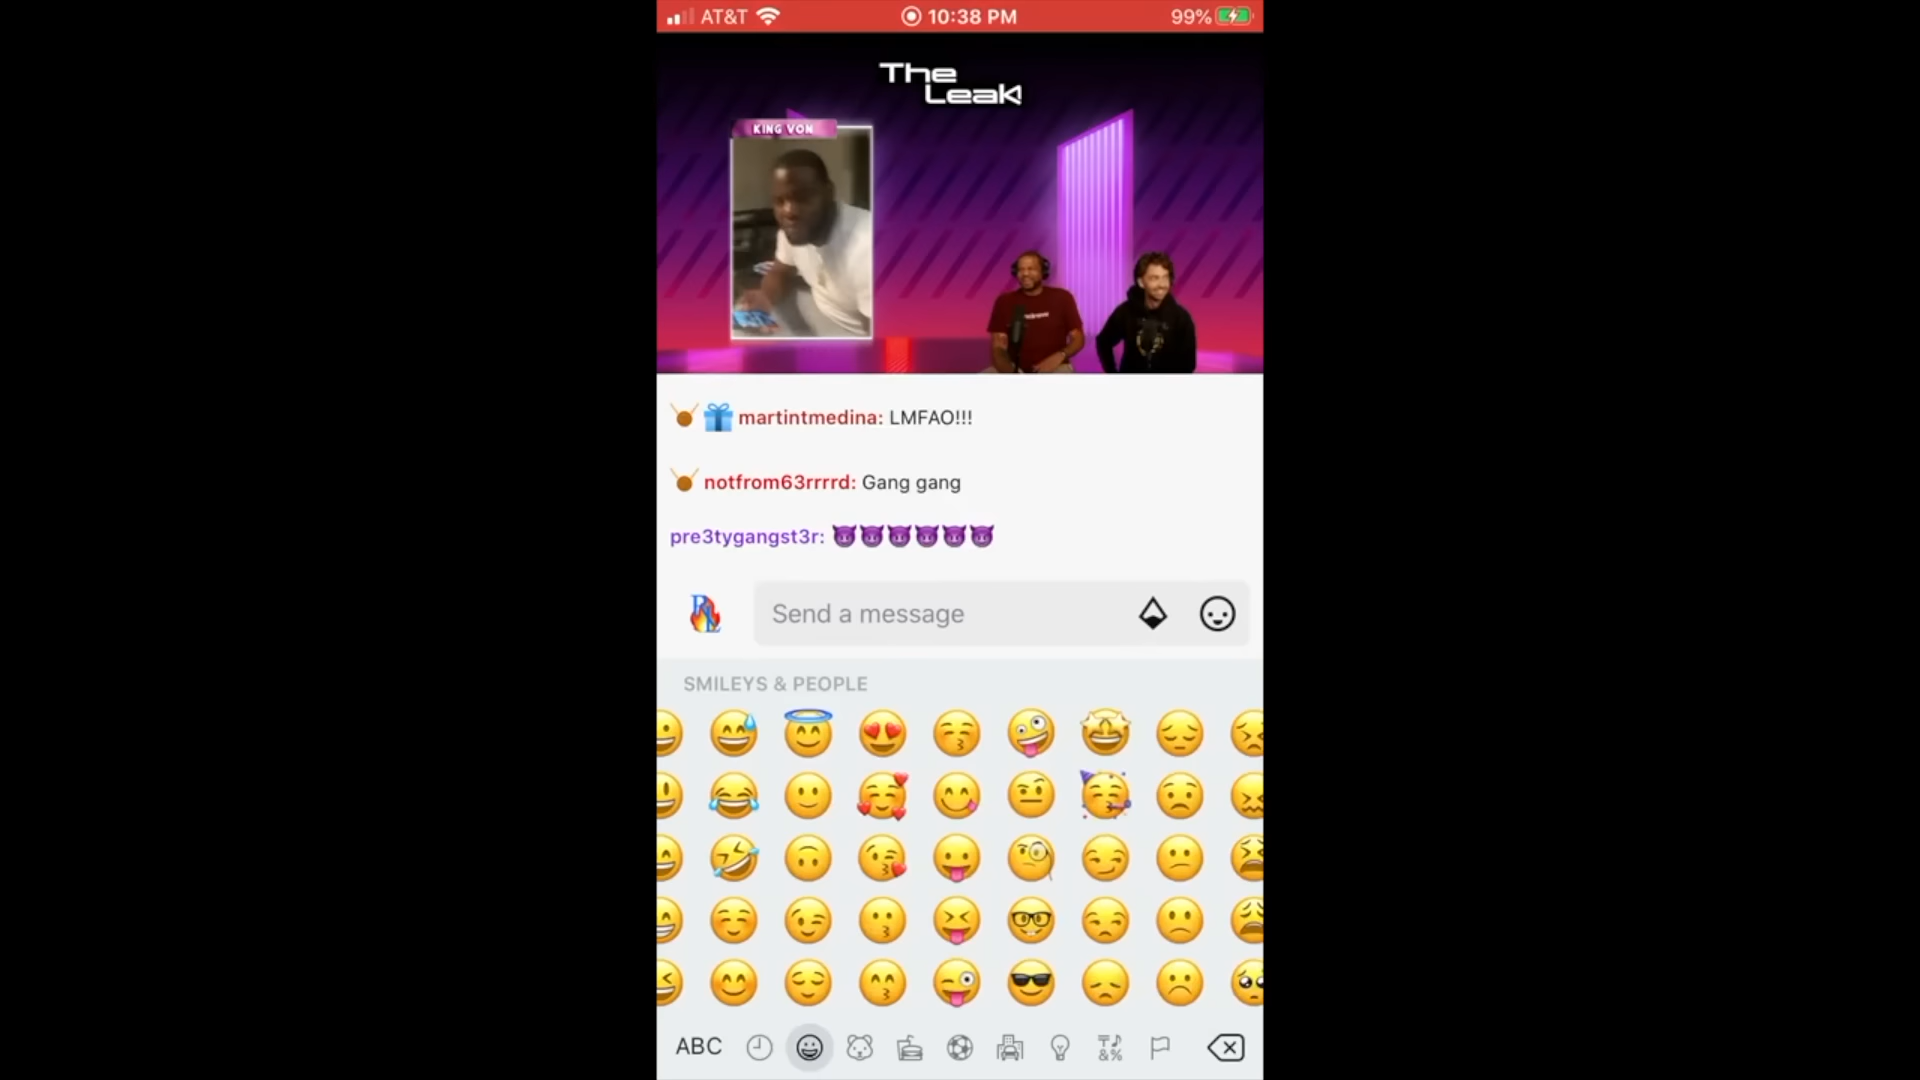 AT&T
10:38 PM
99%
The
Leak
KING VON
martintmedina: LMFAO!!!
notfrom63rrrrd: Gang gang
pre3tygangst3r: 😈😈😈😈😈😈
Send a message
SMILEYS & PEOPLE
ABC
&%